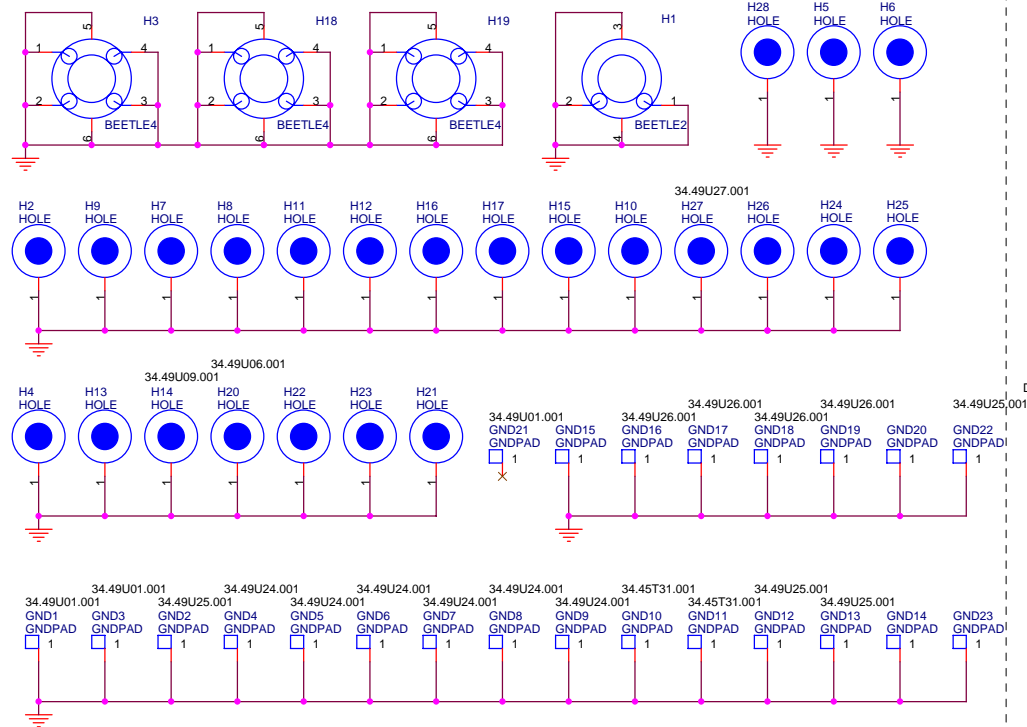 H3
H18
H19
H1
H28
HOLE
H5
HOLE
H6
HOLE
5
5
5
3
1
4
1
4
1
4
2
3
2
3
2
3
2
1
BEETLE4
BEETLE4
BEETLE4
BEETLE2
6
6
6
4
1
1
1
34.49U27.001
H2
HOLE
H9
HOLE
H7
HOLE
H8
HOLE
H11
HOLE
H12
HOLE
H16
HOLE
H17
HOLE
H15
HOLE
H10
HOLE
H27
HOLE
H26
HOLE
H24
HOLE
H25
HOLE
1
1
1
1
1
1
1
1
1
1
1
1
1
1
34.49U06.001
34.49U09.001
H4
HOLE
H13
HOLE
H14
HOLE
H20
HOLE
H22
HOLE
H23
HOLE
H21
HOLE
1
1
1
1
1
1
1
34.49U26.001
34.49U26.001
34.49U25.001
34.49U01.001
34.49U26.001
34.49U26.001
GND21
GNDPAD
1
GND15
GNDPAD
1
GND16
GNDPAD
1
GND17
GNDPAD
1
GND18
GNDPAD
1
GND19
GNDPAD
1
GND20
GNDPAD
1
GND22
GNDPAD
1
34.49U01.001
34.49U24.001
34.49U24.001
34.49U24.001
34.45T31.001
34.49U25.001
34.49U01.001
34.49U25.001
34.49U24.001
34.49U24.001
34.49U24.001
34.45T31.001
34.49U25.001
GND1
GNDPAD
1
GND3
GNDPAD
1
GND2
GNDPAD
1
GND4
GNDPAD
1
GND5
GNDPAD
1
GND6
GNDPAD
1
GND7
GNDPAD
1
GND8
GNDPAD
1
GND9
GNDPAD
1
GND10
GNDPAD
1
GND11
GNDPAD
1
GND12
GNDPAD
1
GND13
GNDPAD
1
GND14
GNDPAD
1
GND23
GNDPAD
1